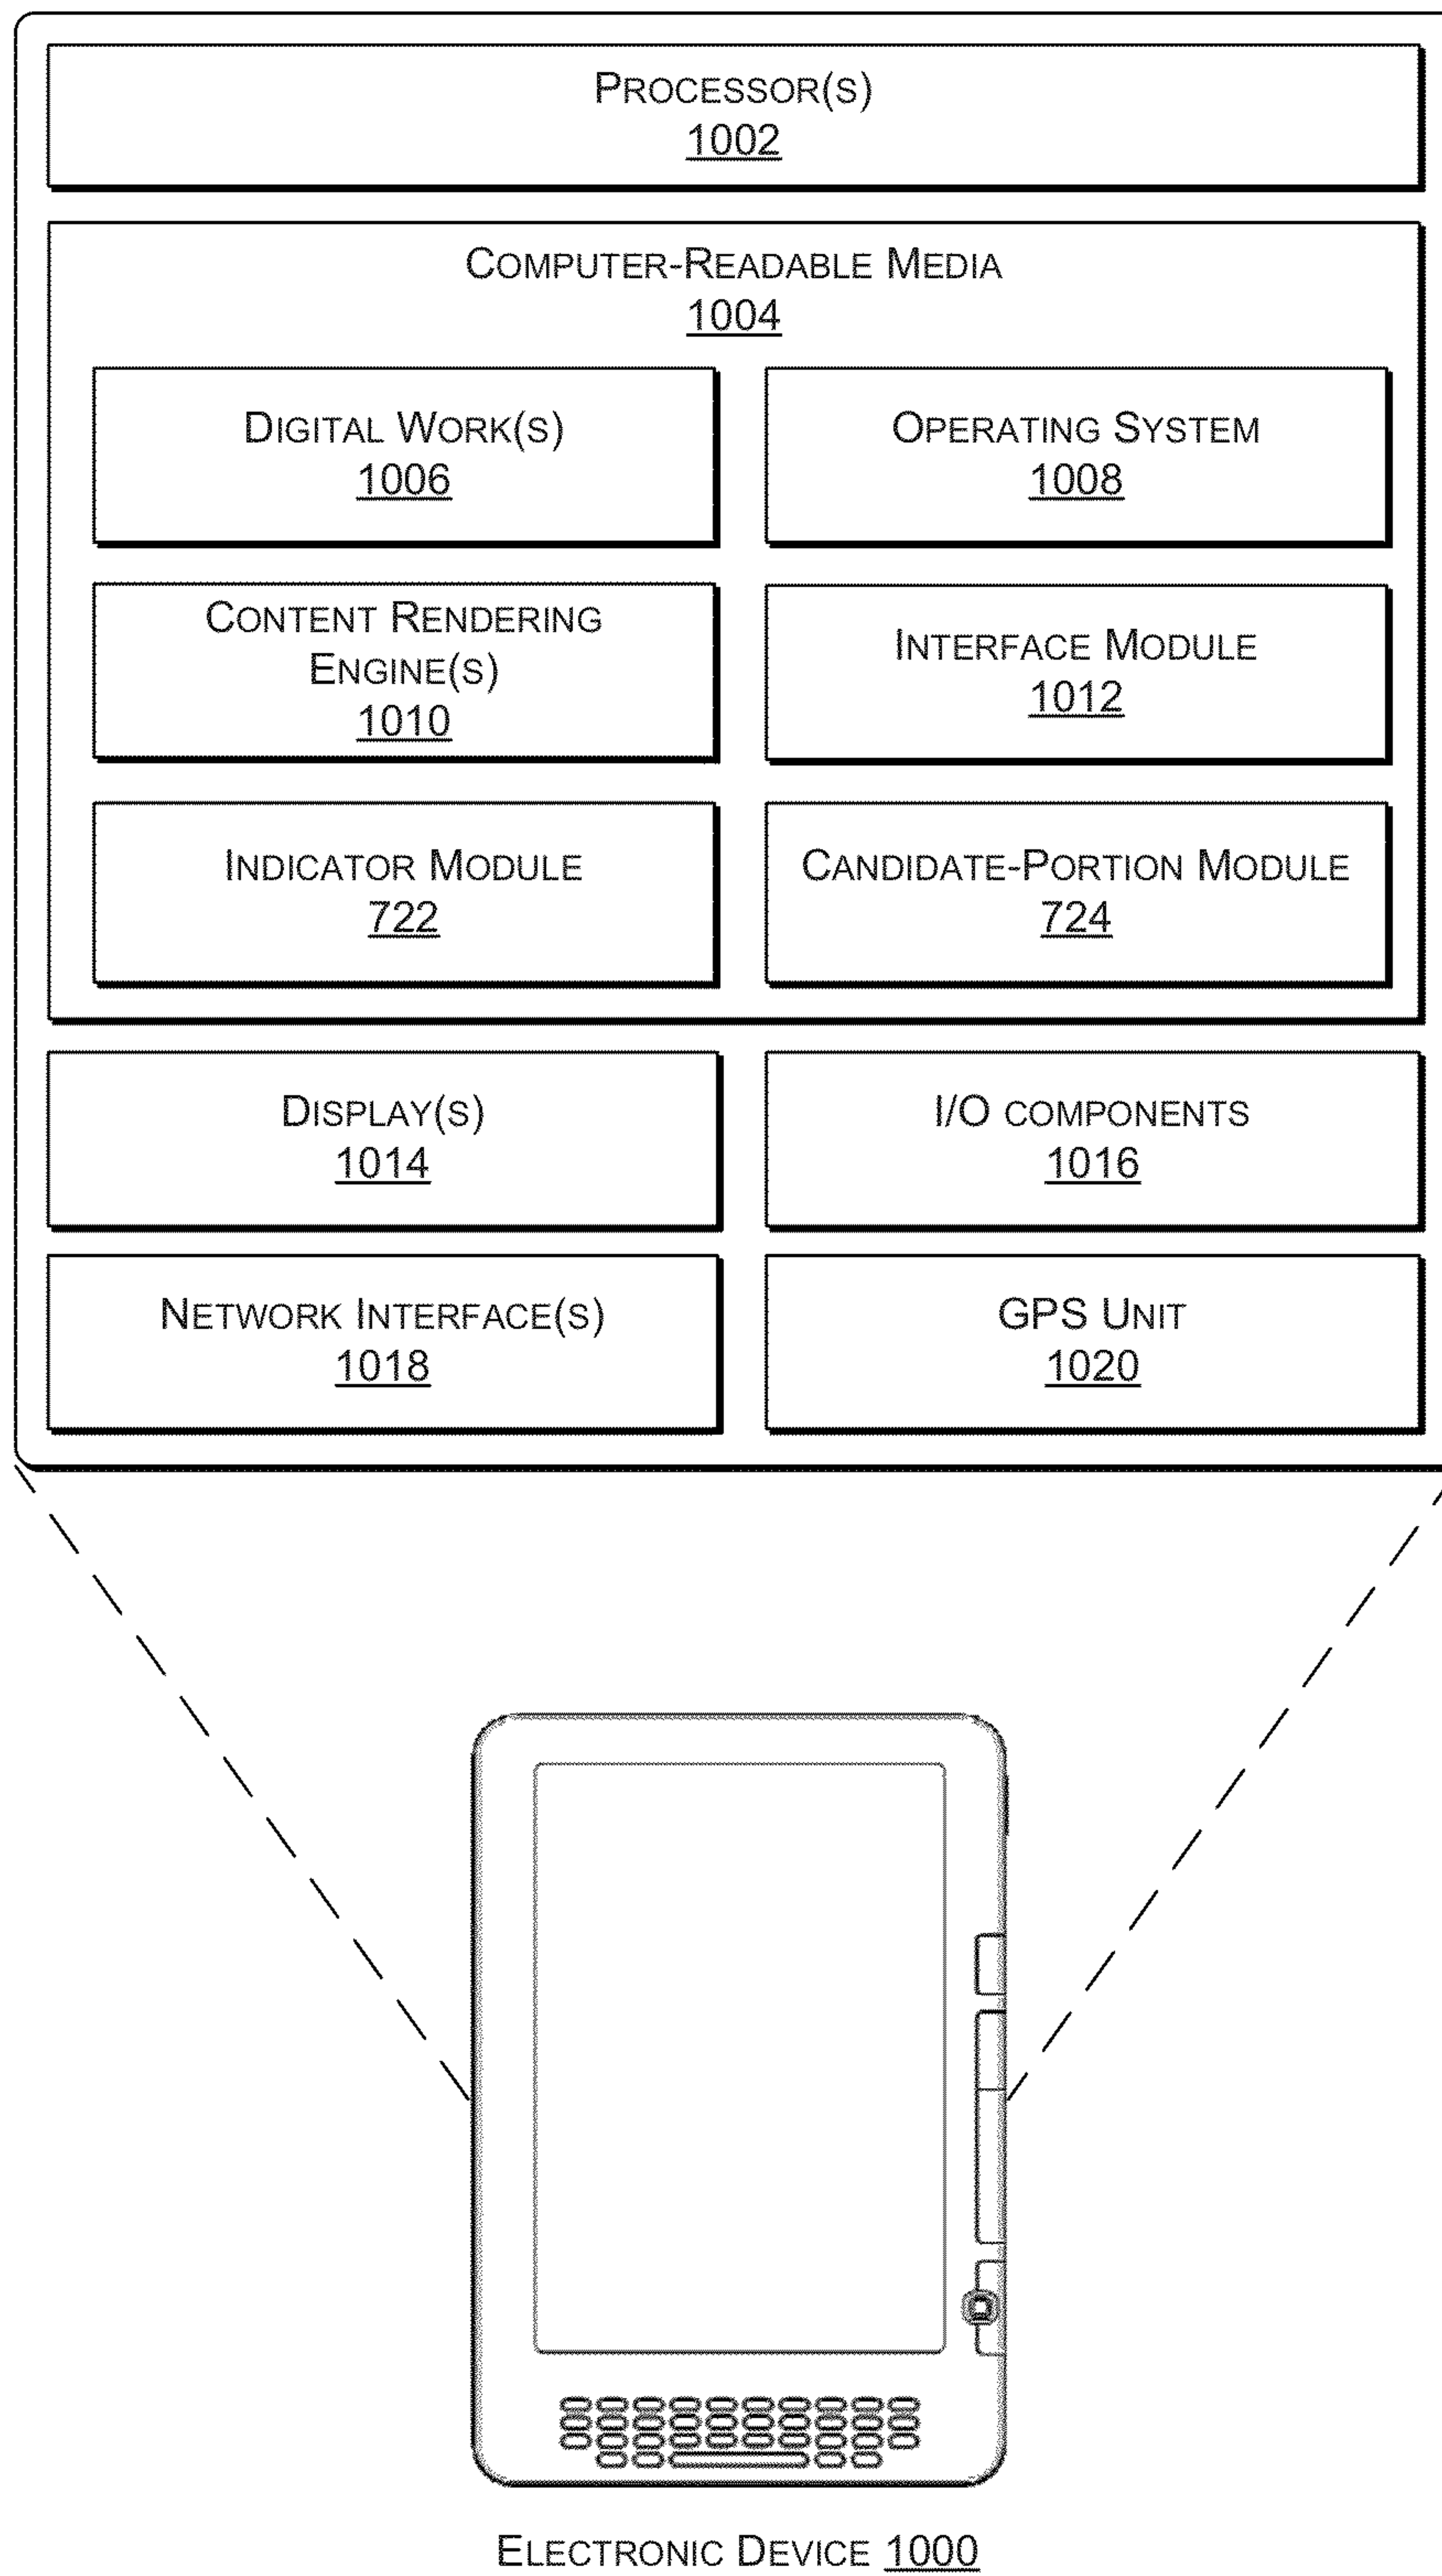 PROCESSOR(S)
1002
COMPUTER-READABLE MEDIA
1004
DIGITAL WORK(S)
1006
OPERATING SYSTEM
1008
CONTENT RENDERING
ENGINE(S)
1010
INTERFACE MODULE
1012
INDICATOR MODULE
722
CANDIDATE-PORTION MODULE
724
DISPLAY(S)
1014
I/O COMPONENTS
1016
NETWORK INTERFACE(S)
1018
GPS UNIT
1020
ELECTRONIC DEVICE 1000